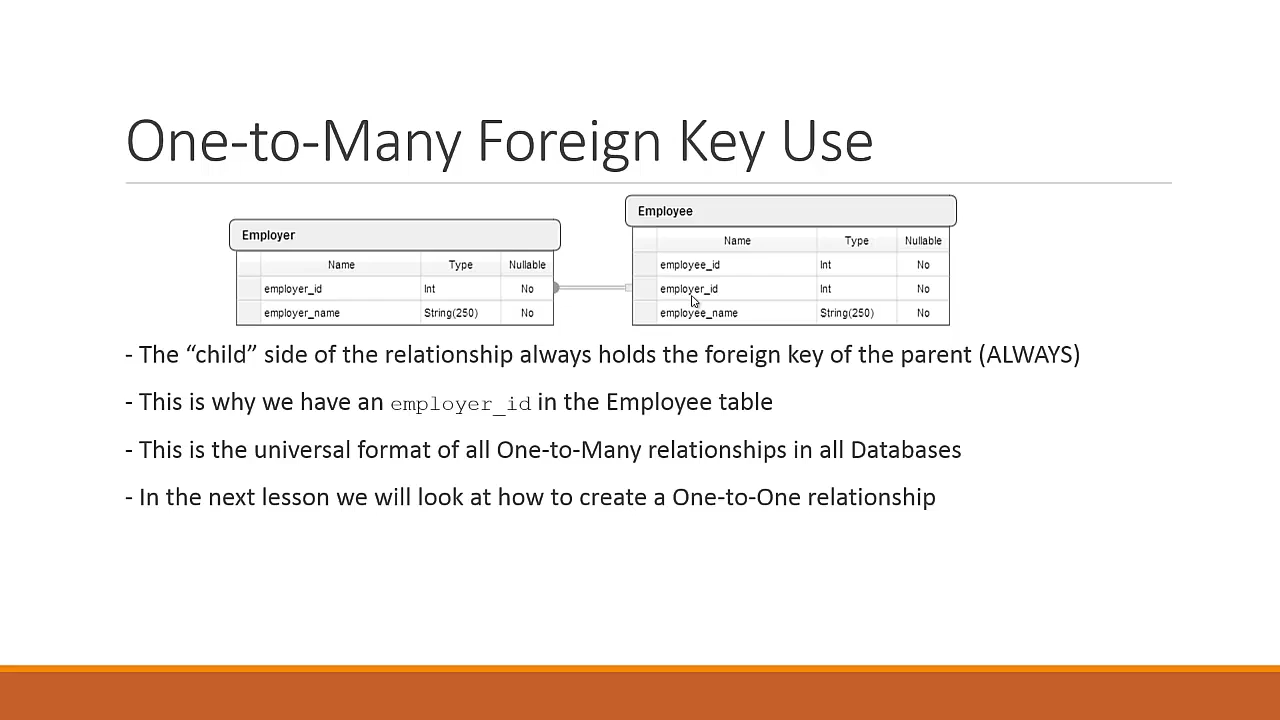 One-to-Many Foreign Key Use
Employer
Name Type Nullable
employer_id Int No
employer_name String(250) No
Employee
Name Type Nullable
employee_id Int No
employer_id Int No
employee_name String(250) No
- The “child” side of the relationship always holds the foreign key of the parent (ALWAYS)
- This is why we have an employer_id in the Employee table
- This is the universal format of all One-to-Many relationships in all Databases
- In the next lesson we will look at how to create a One-to-One relationship